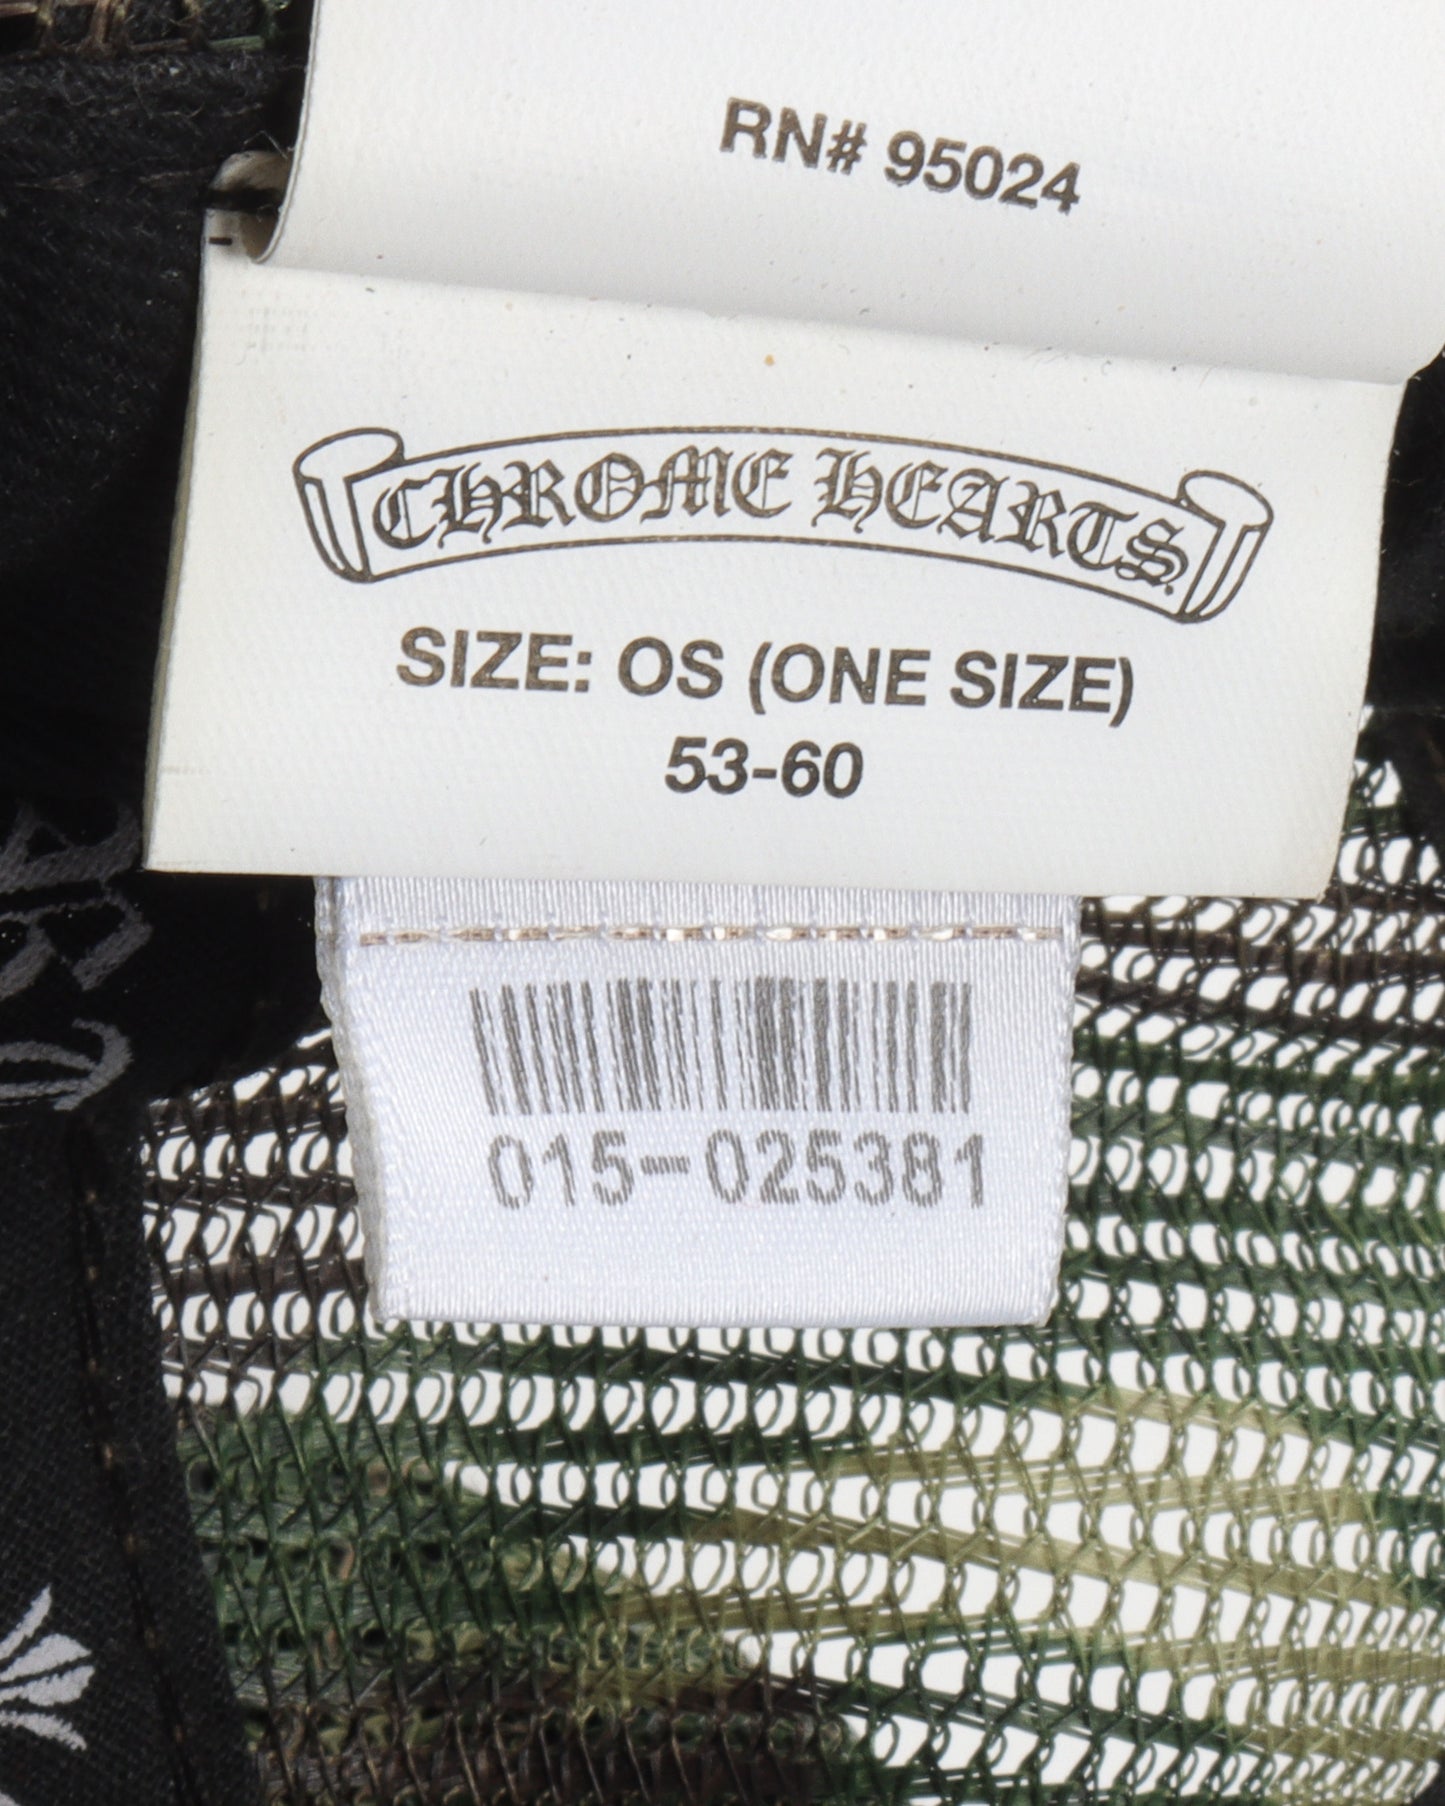 RN# 95024
CHROME HEARTS
SIZE: OS (ONE SIZE)
53-60
015-025381